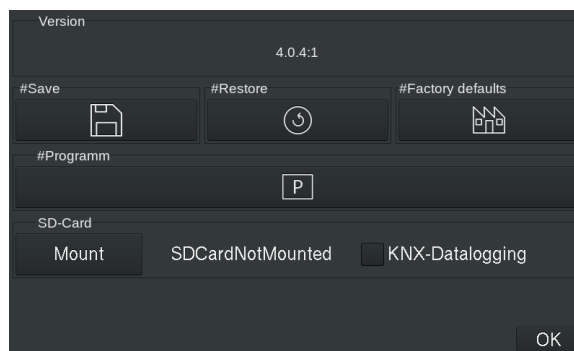 Version
4.0.4:1
#Save #Restore #Factory defaults
#Programm
P
SD-Card
Mount SDCardNotMounted KNX-Datalogging
OK